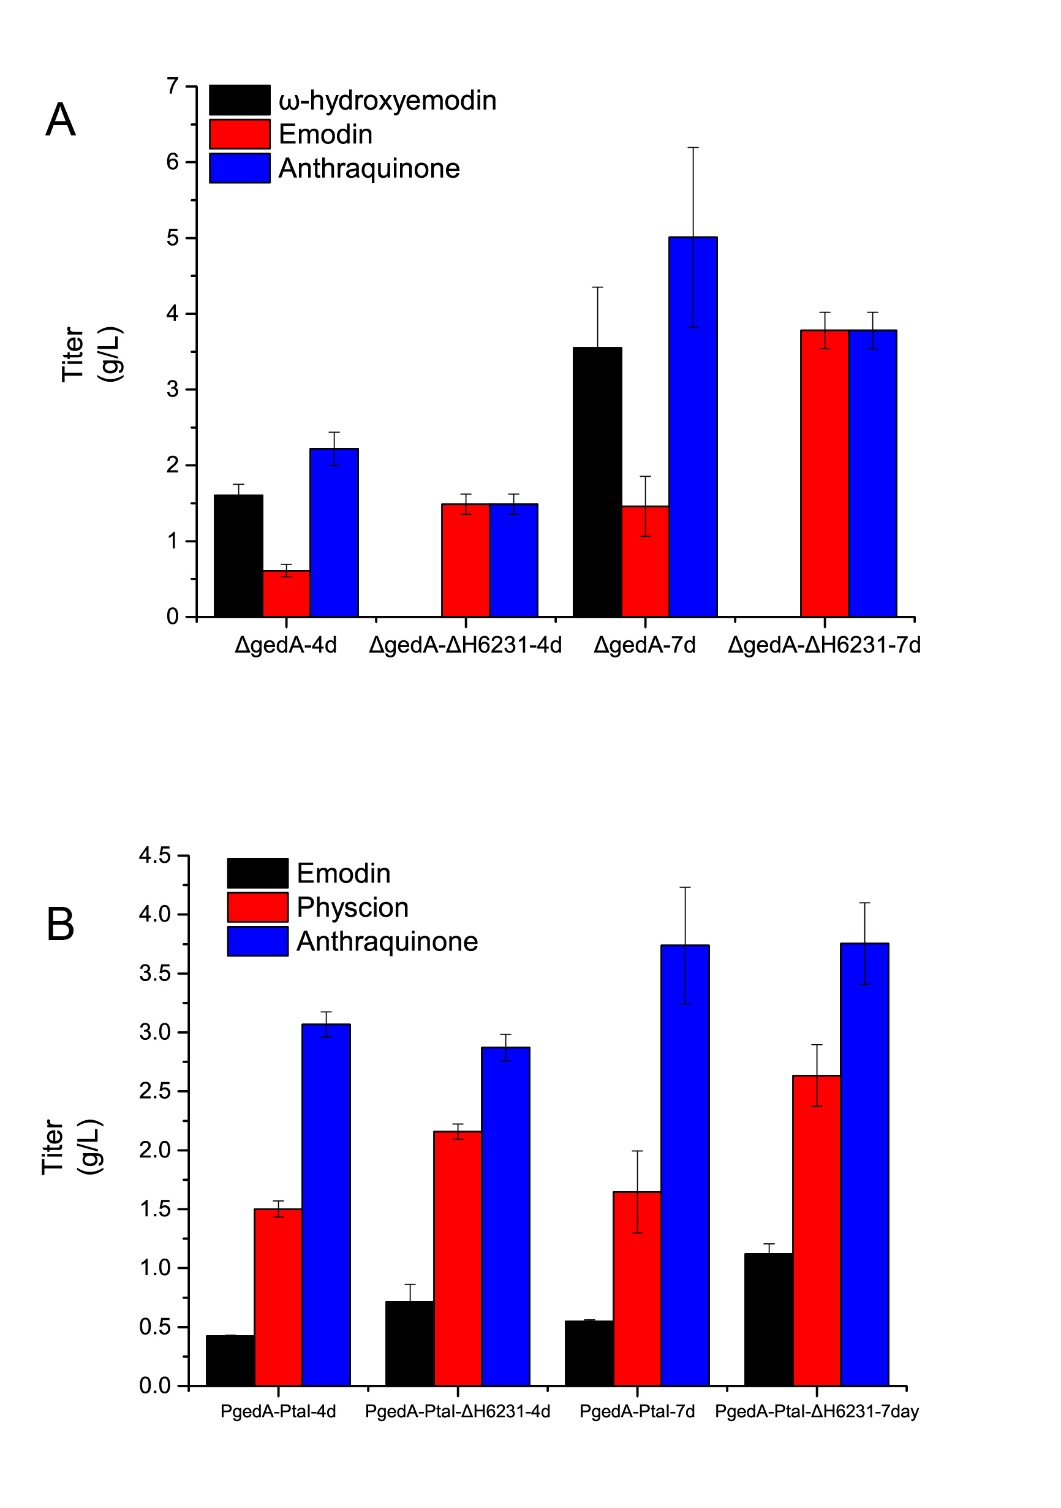 A
ω-hydroxyemodin
Emodin
Anthraquinone
7
6
5
4
3
2
1
0
Titer
(g/L)
ΔgedA-4d
ΔgedA-ΔH6231-4d
ΔgedA-7d
ΔgedA-ΔH6231-7d
B
Emodin
Physcion
Anthraquinone
4.5
4.0
3.5
3.0
2.5
2.0
1.5
1.0
0.5
0.0
Titer
(g/L)
PgedA-PtaI-4d
PgedA-PtaI-ΔH6231-4d
PgedA-PtaI-7d
PgedA-PtaI-ΔH6231-7day